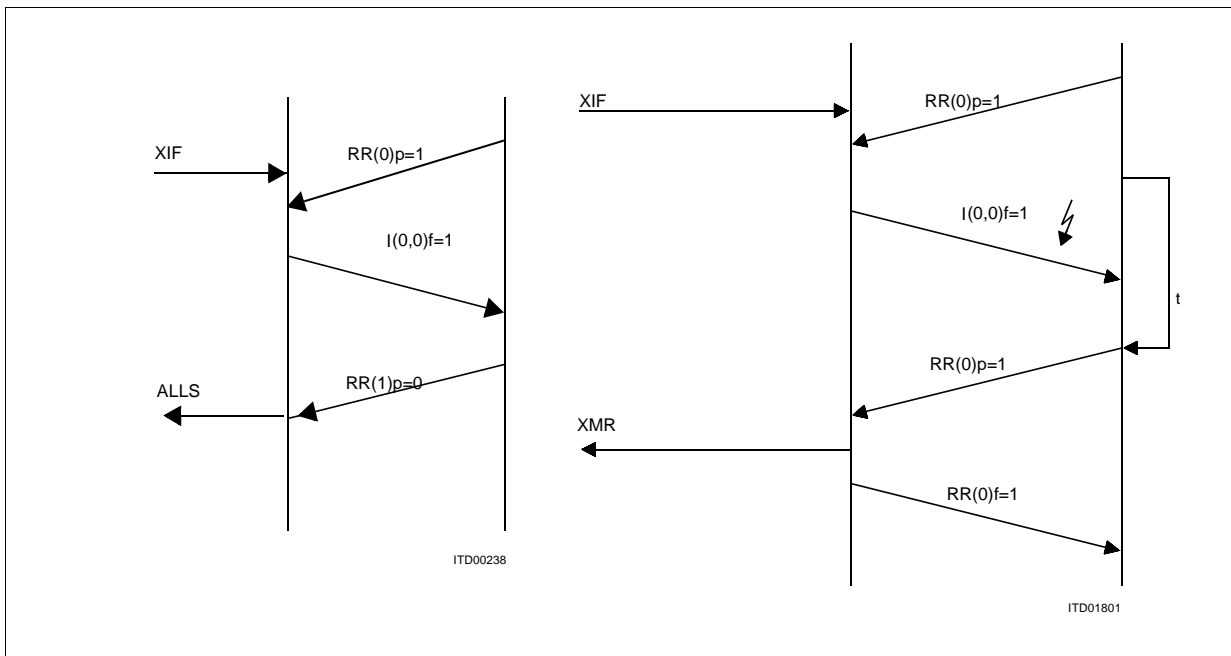 XIF
RR(0)p=1
I(0,0)f=1
RR(1)p=0
ALLS
ITD00238
XIF
RR(0)p=1
I(0,0)f=1
t
RR(0)p=1
XMR
RR(0)f=1
ITD01801